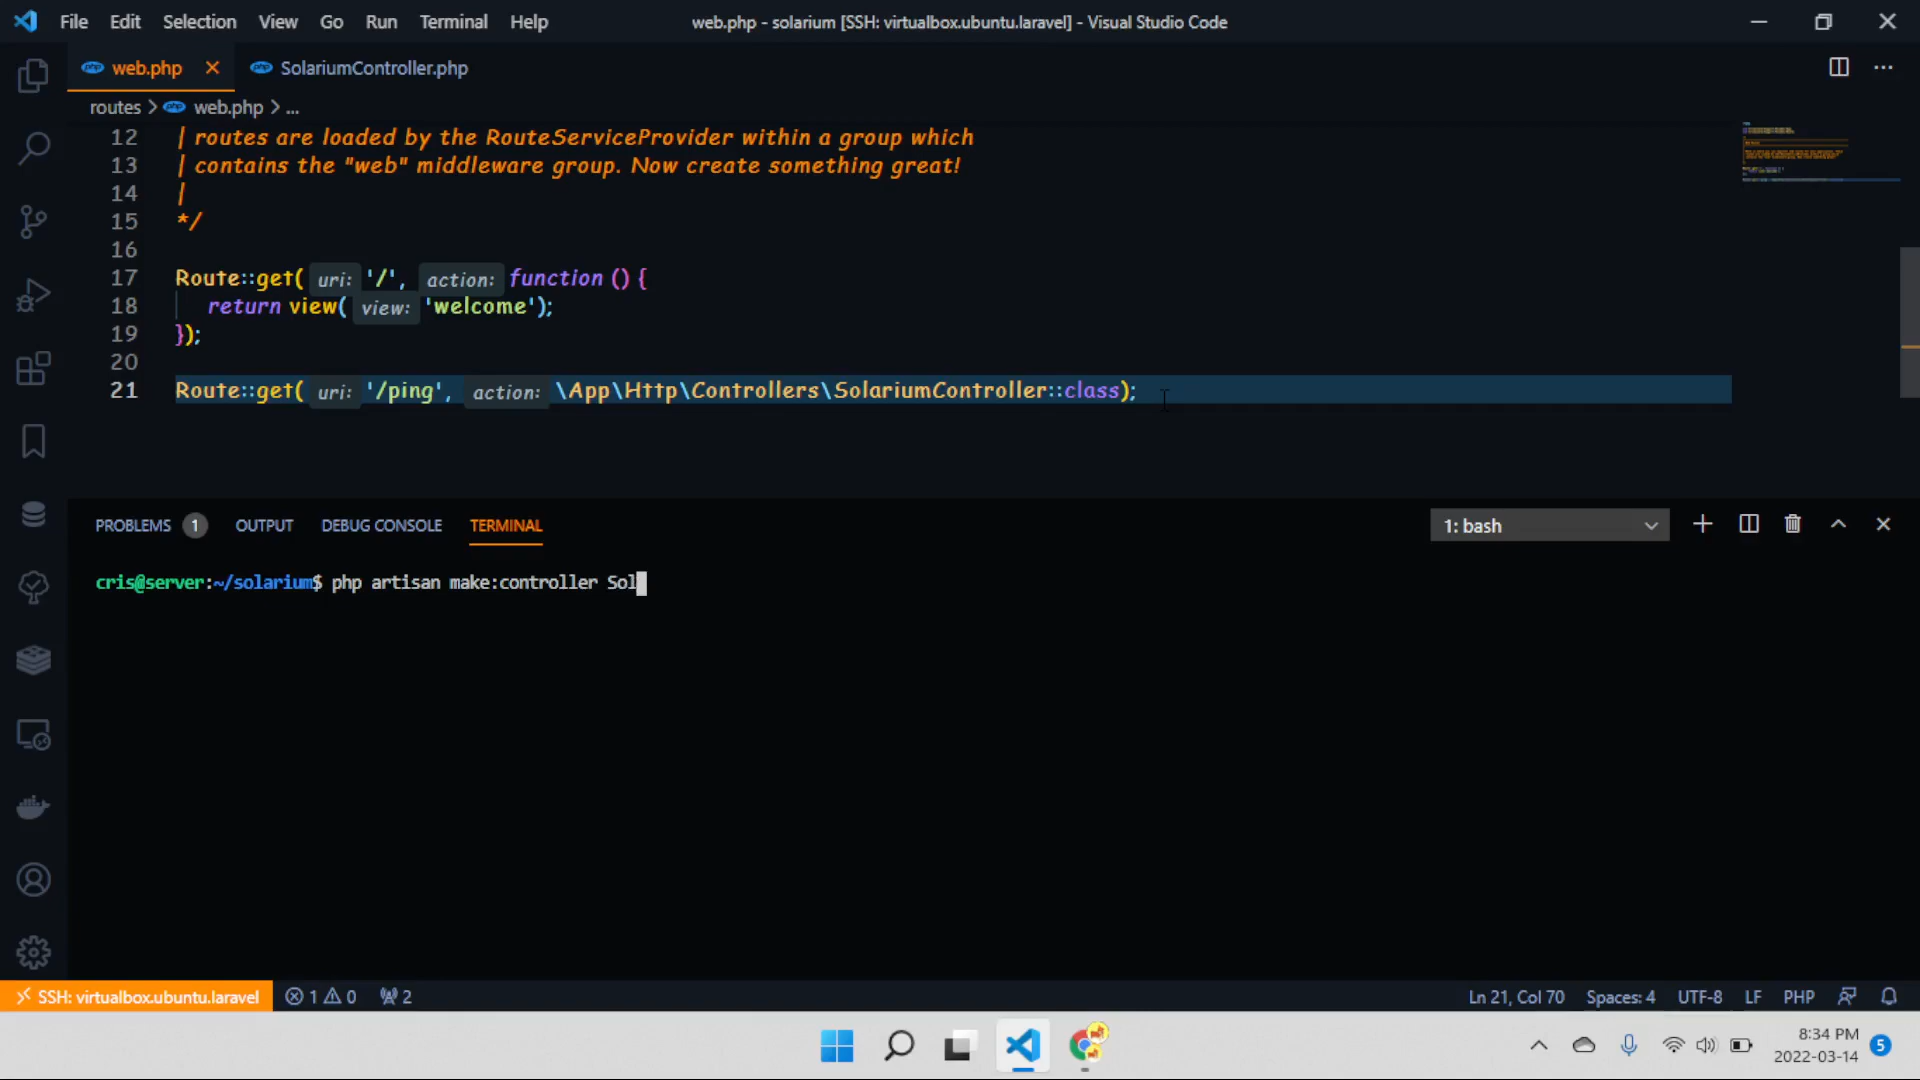 File Edit Selection View Go Run Terminal Help web.php - solarium [SSH: virtualbox.ubuntu.laravel] - Visual Studio Code
web.php SolariumController.php
routes > web.php > ...
12 | routes are loaded by the RouteServiceProvider within a group which
13 | contains the "web" middleware group. Now create something great!
14 |
15 */
16
17 Route::get( uri: '/', action: function () {
18 return view( view: 'welcome');
19 });
20
21 Route::get( uri: '/ping', action: \App\Http\Controllers\SolariumController::class);
PROBLEMS 1 OUTPUT DEBUG CONSOLE TERMINAL 1: bash
cris@server:~/solarium$ php artisan make:controller Sol
SSH: virtualbox.ubuntu.laravel 1 0 2 Ln 21, Col 70 Spaces: 4 UTF-8 LF PHP
8:34 PM
2022-03-14 5